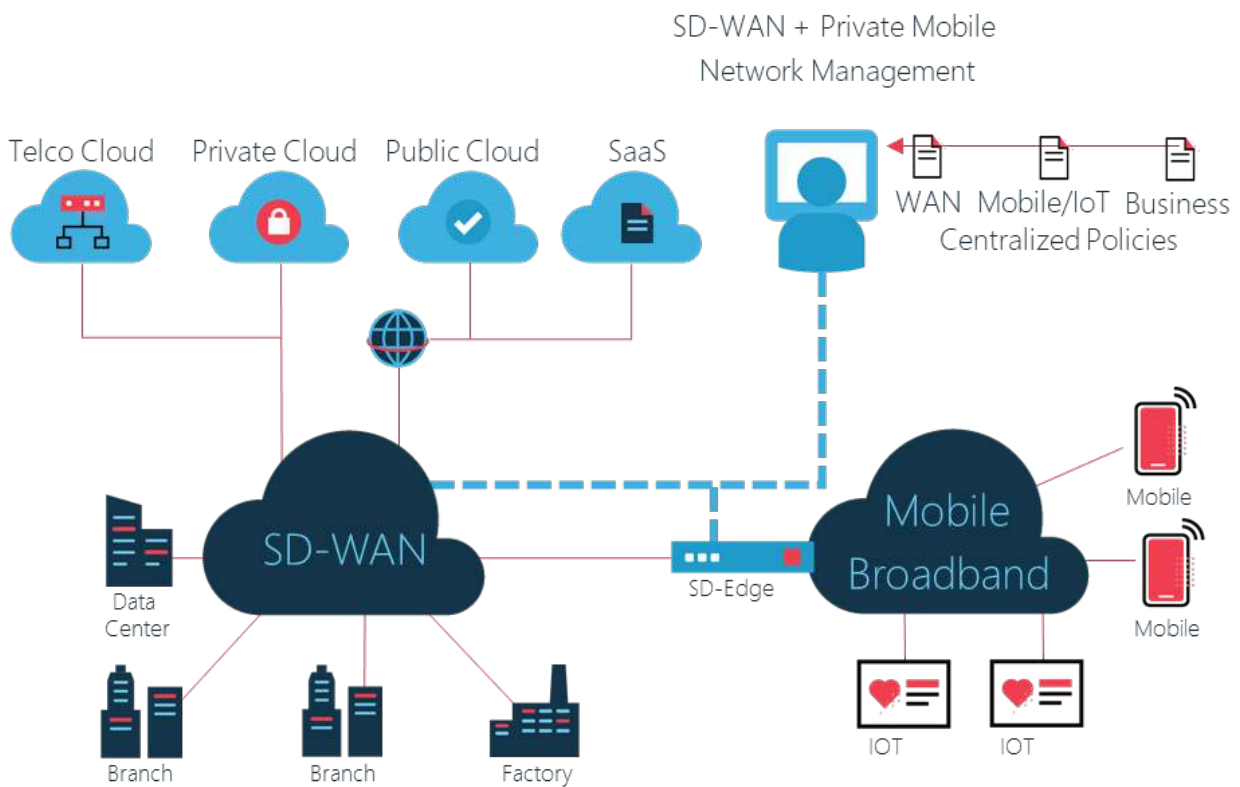 SD-WAN + Private Mobile
Network Management
Telco Cloud
Private Cloud
Public Cloud
SaaS
WAN
Mobile/IoT
Business
Centralized Policies
SD-WAN
Mobile
Broadband
Mobile
SD-Edge
Data
Center
Mobile
IOT
IOT
Branch
Branch
Factory